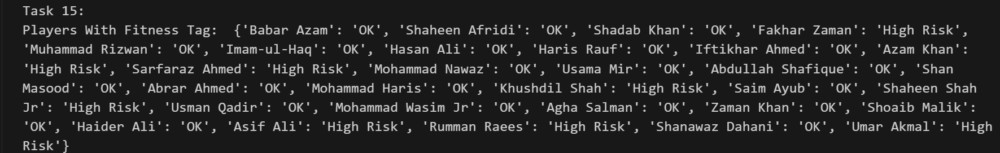 Task 15:
Players With Fitness Tag:  {'Babar Azam': 'OK', 'Shaheen Afridi': 'OK', 'Shadab Khan': 'OK', 'Fakhar Zaman': 'High Risk',
'Muhammad Rizwan': 'OK', 'Imam-ul-Haq': 'OK', 'Hasan Ali': 'OK', 'Haris Rauf': 'OK', 'Iftikhar Ahmed': 'OK', 'Azam Khan':
'High Risk', 'Sarfaraz Ahmed': 'High Risk', 'Mohammad Nawaz': 'OK', 'Usama Mir': 'OK', 'Abdullah Shafique': 'OK', 'Shan
Masood': 'OK', 'Abrar Ahmed': 'OK', 'Mohammad Haris': 'OK', 'Khushdil Shah': 'High Risk', 'Saim Ayub': 'OK', 'Shaheen Shah
Jr': 'High Risk', 'Usman Qadir': 'OK', 'Mohammad Wasim Jr': 'OK', 'Agha Salman': 'OK', 'Zaman Khan': 'OK', 'Shoaib Malik':
'OK', 'Haider Ali': 'OK', 'Asif Ali': 'High Risk', 'Rumman Raees': 'High Risk', 'Shanawaz Dahani': 'OK', 'Umar Akmal': 'High
Risk'}